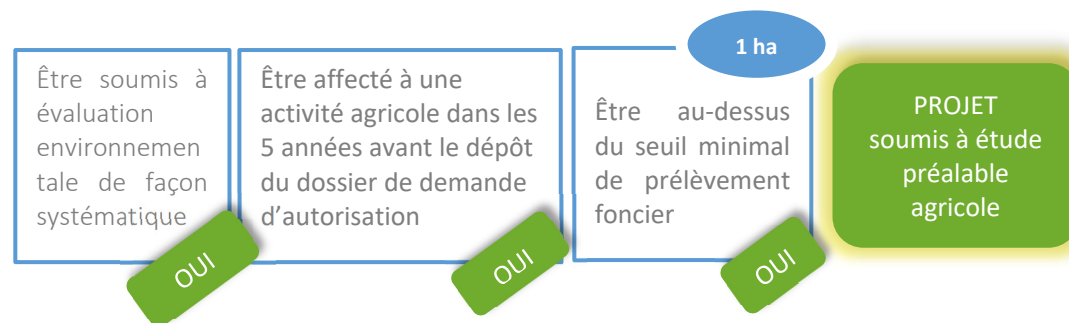 Être soumis à
évaluation
environnemen
tale de façon
systématique
OUI
Être affecté à une
activité agricole dans les
5 années avant le dépôt
du dossier de demande
d’autorisation
OUI
1 ha
Être au-dessus
du seuil minimal
de prélèvement
foncier
OUI
PROJET
soumis à étude
préalable
agricole